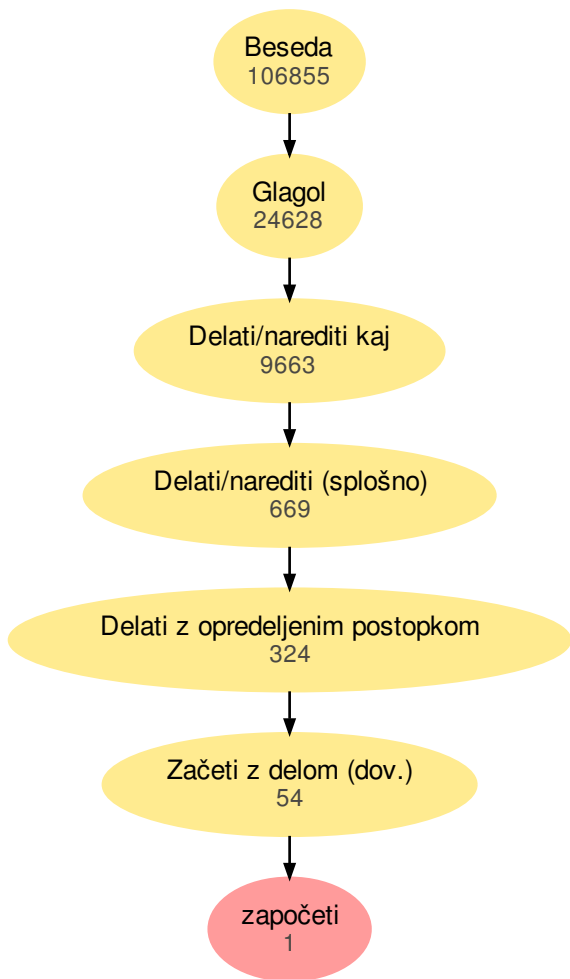 Beseda
106855
Glagol
24628
Delati/narediti kaj
9663
Delati/narediti (splošno)
669
Delati z opredeljenim postopkom
324
Začeti z delom (dov.)
54
započeti
1